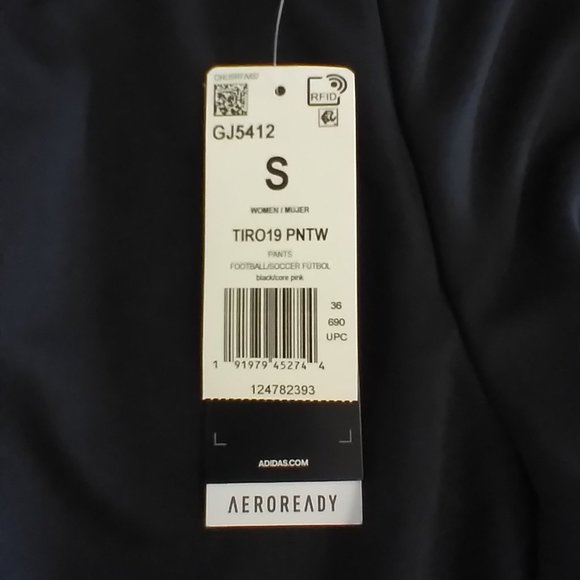 RFID
GJ5412
S
WOMEN / MUJER
TIRO19 PNTW
PANTS
FOOTBALL/SOCCER FÚTBOL
black/core pink
36
690
UPC
1 91979 45274 4
124782393
ADIDAS.COM
AEROREADY